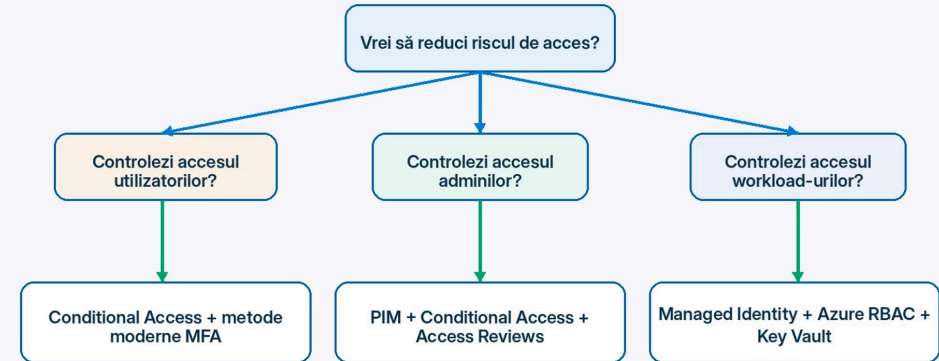 Vrei să reduci riscul de acces?
Controlezi accesul
utilizatorilor?
Controlezi accesul
adminilor?
Controlezi accesul
workload-urilor?
Conditional Access + metode
moderne MFA
PIM + Conditional Access +
Access Reviews
Managed Identity + Azure RBAC +
Key Vault